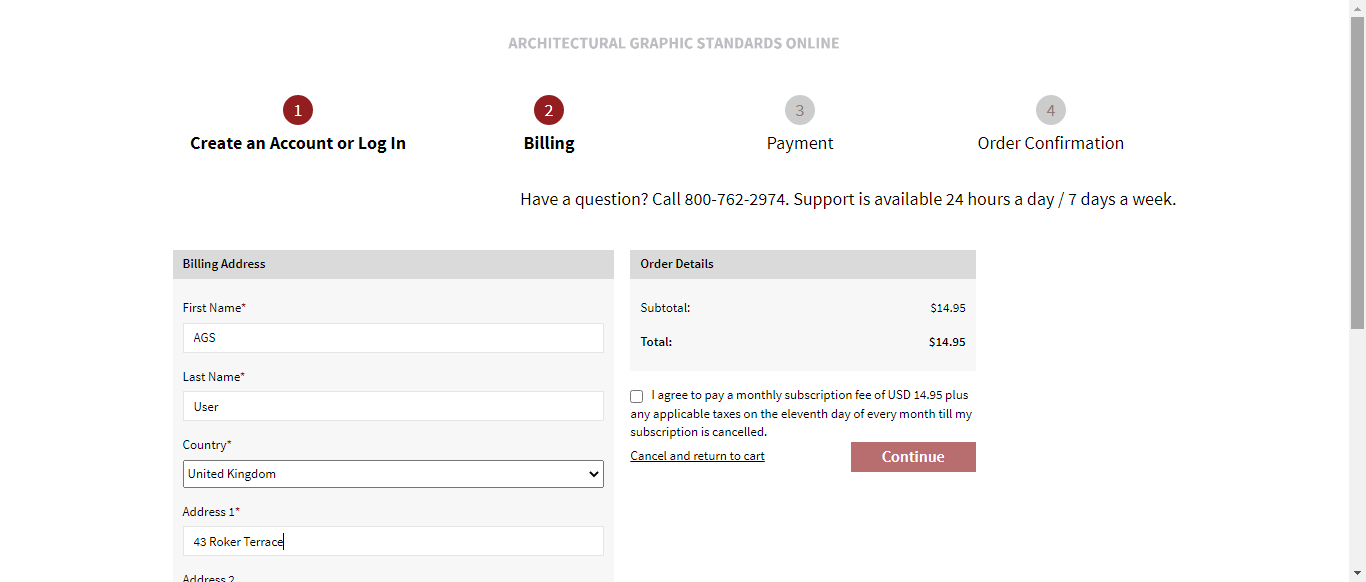 ARCHITECTURAL GRAPHIC STANDARDS ONLINE
1
2
3
4
Create an Account or Log In
Billing
Payment
Order Confirmation
Have a question? Call 800-762-2974. Support is available 24 hours a day / 7 days a week.
Billing Address
First Name*
AGS
Last Name*
User
Country*
United Kingdom
Address 1*
43 Roker Terrace
Address 2
Order Details
Subtotal: $14.95
Total: $14.95
I agree to pay a monthly subscription fee of USD 14.95 plus
any applicable taxes on the eleventh day of every month till my
subscription is cancelled.
Cancel and return to cart
Continue